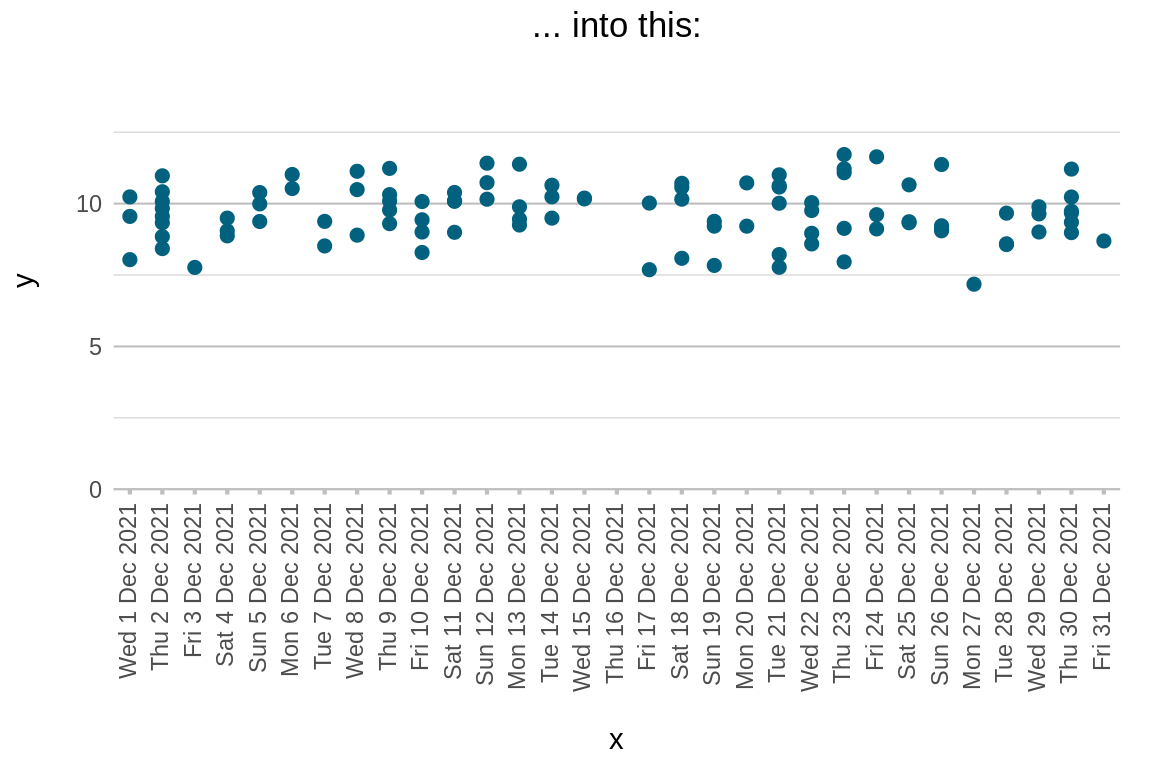 ... into this:
y
10
5
0
Wed 1 Dec 2021
Thu 2 Dec 2021
Fri 3 Dec 2021
Sat 4 Dec 2021
Sun 5 Dec 2021
Mon 6 Dec 2021
Tue 7 Dec 2021
Wed 8 Dec 2021
Thu 9 Dec 2021
Fri 10 Dec 2021
Sat 11 Dec 2021
Sun 12 Dec 2021
Mon 13 Dec 2021
Tue 14 Dec 2021
Wed 15 Dec 2021
Thu 16 Dec 2021
Fri 17 Dec 2021
Sat 18 Dec 2021
Sun 19 Dec 2021
Mon 20 Dec 2021
Tue 21 Dec 2021
Wed 22 Dec 2021
Thu 23 Dec 2021
Fri 24 Dec 2021
Sat 25 Dec 2021
Sun 26 Dec 2021
Mon 27 Dec 2021
Tue 28 Dec 2021
Wed 29 Dec 2021
Thu 30 Dec 2021
Fri 31 Dec 2021
x